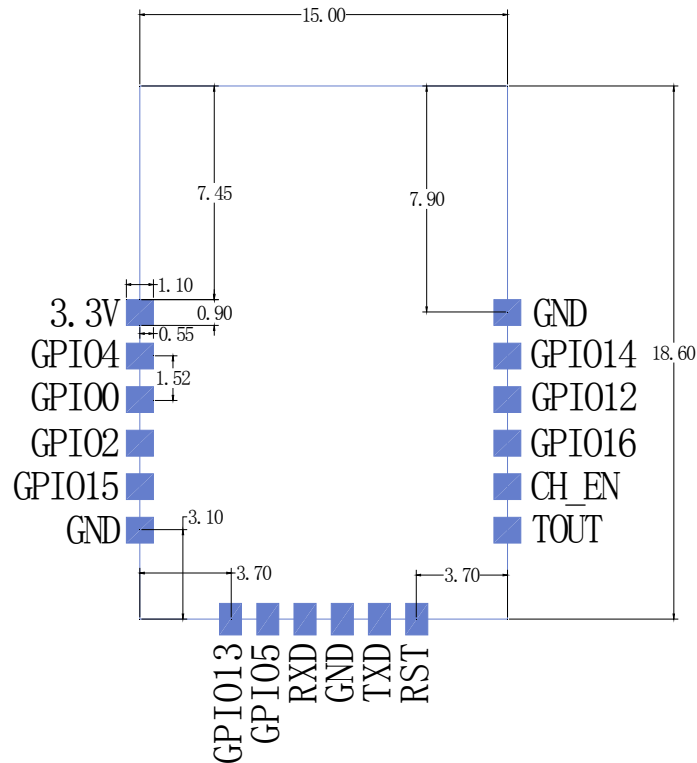 15.00
7.45
7.90
1.10
3.3V
0.90
GND
0.55
GPIO4
GPIO14
18.60
1.52
GPIO0
GPIO12
GPIO2
GPIO16
GPIO15
CH_EN
3.10
GND
TOUT
3.70
3.70
GPIO13
GPIO5
RXD
GND
TXD
RST